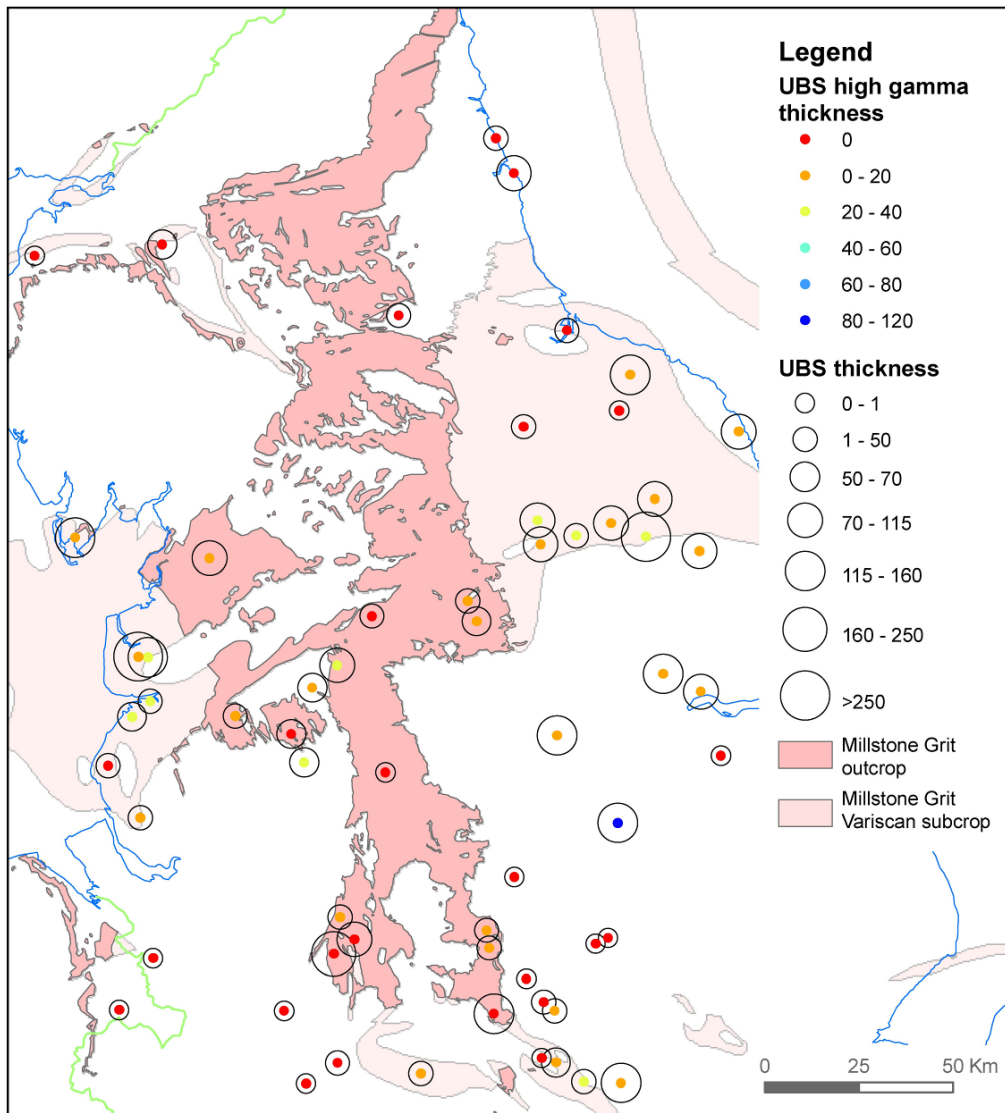 Legend
UBS high gamma
thickness
0
0 - 20
20 - 40
40 - 60
60 - 80
80 - 120
UBS thickness
0 - 1
1 - 50
50 - 70
70 - 115
115 - 160
160 - 250
>250
Millstone Grit
outcrop
Millstone Grit
Variscan subcrop
0 25 50 Km